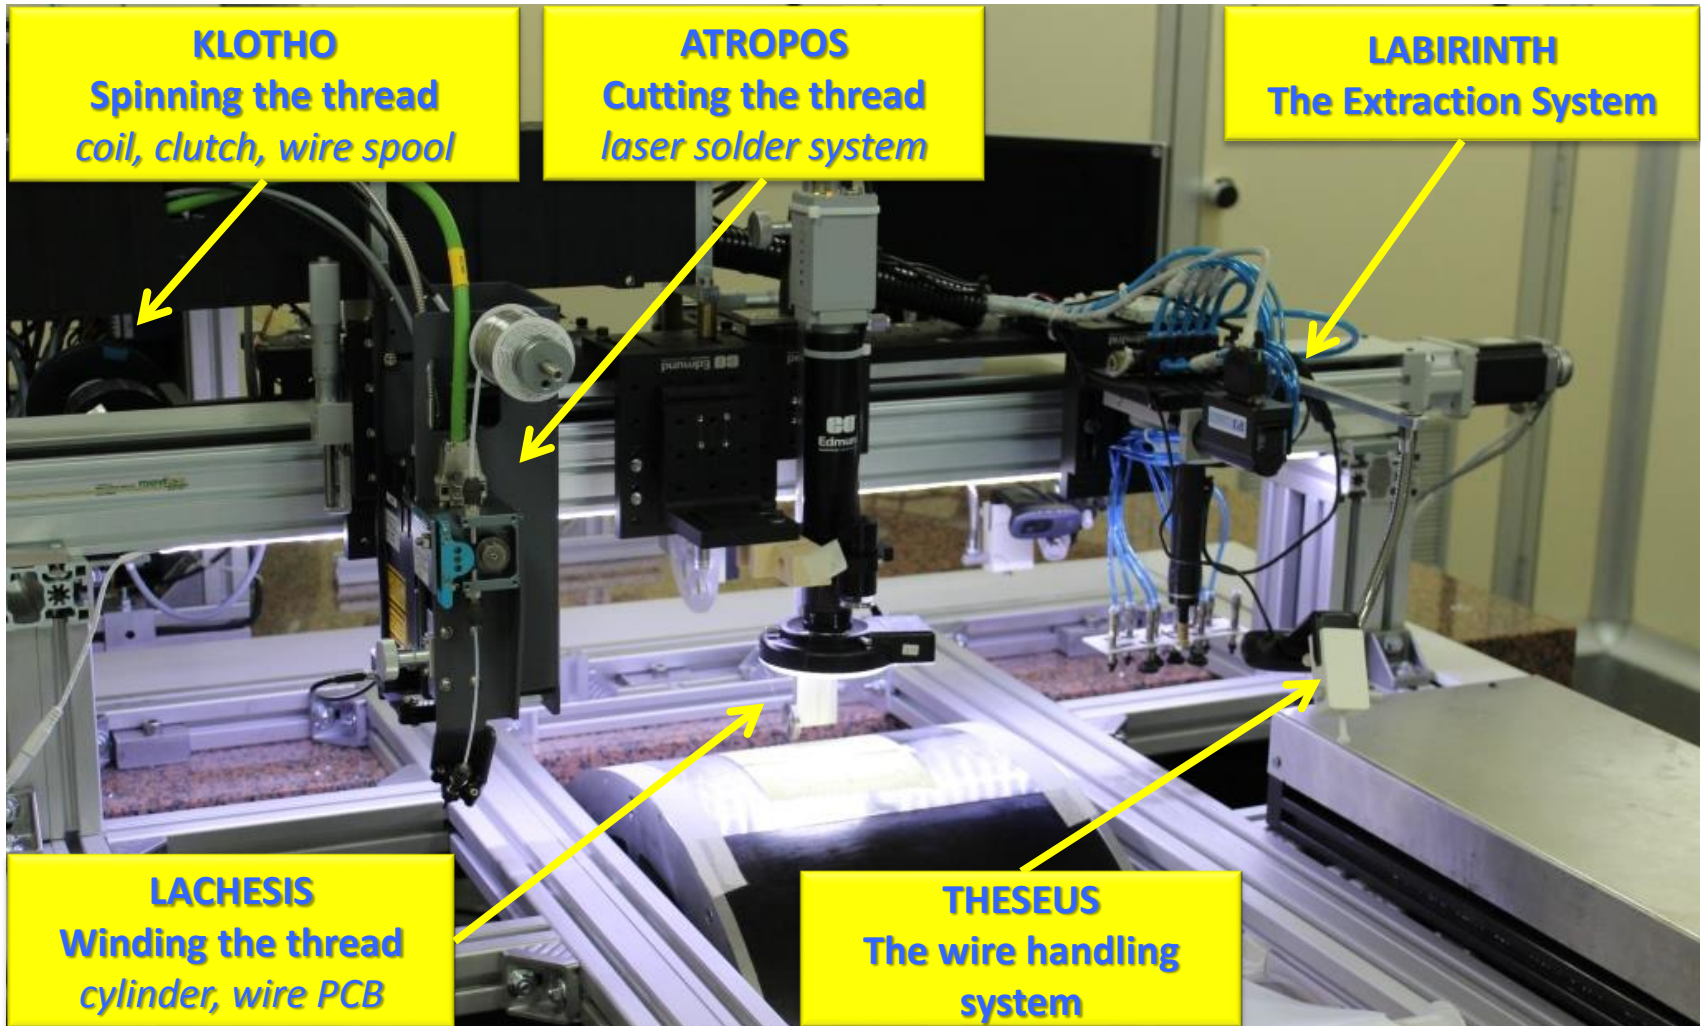 KLOTHO
Spinning the thread
coil, clutch, wire spool
ATROPOS
Cutting the thread
laser solder system
LABIRINTH
The Extraction System
Edmund
Edmund
LACHESIS
Winding the thread
cylinder, wire PCB
THESEUS
The wire handling
system